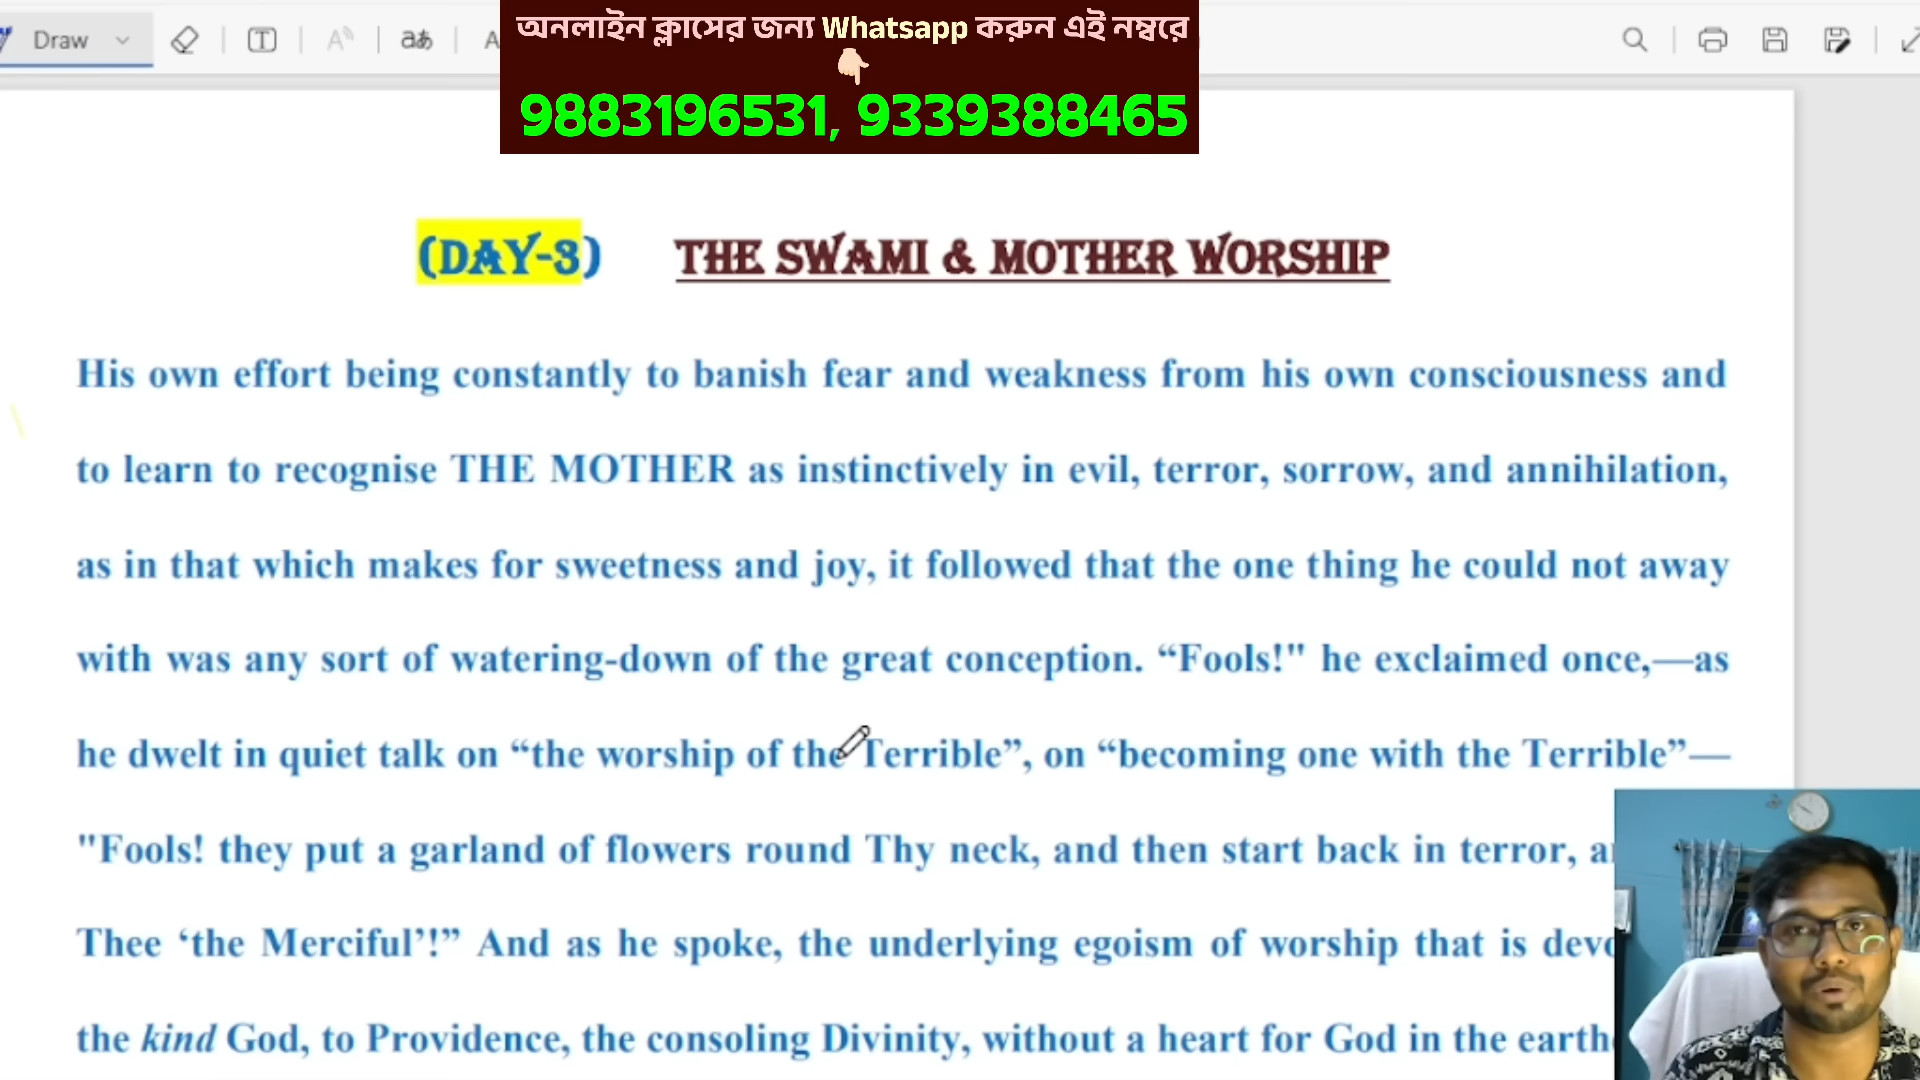 Draw
অনলাইন ক্লাসের জন্য Whatsapp করুন এই নম্বরে
9883196531, 9339388465
(DAY-3) THE SWAMI & MOTHER WORSHIP
His own effort being constantly to banish fear and weakness from his own consciousness and
to learn to recognise THE MOTHER as instinctively in evil, terror, sorrow, and annihilation,
as in that which makes for sweetness and joy, it followed that the one thing he could not away
with was any sort of watering-down of the great conception. “Fools!" he exclaimed once,—as
he dwelt in quiet talk on “the worship of the Terrible”, on “becoming one with the Terrible”—
"Fools! they put a garland of flowers round Thy neck, and then start back in terror,
Thee ‘the Merciful’!” And as he spoke, the underlying egoism of worship that is
the kind God, to Providence, the consoling Divinity, without a heart for God in the